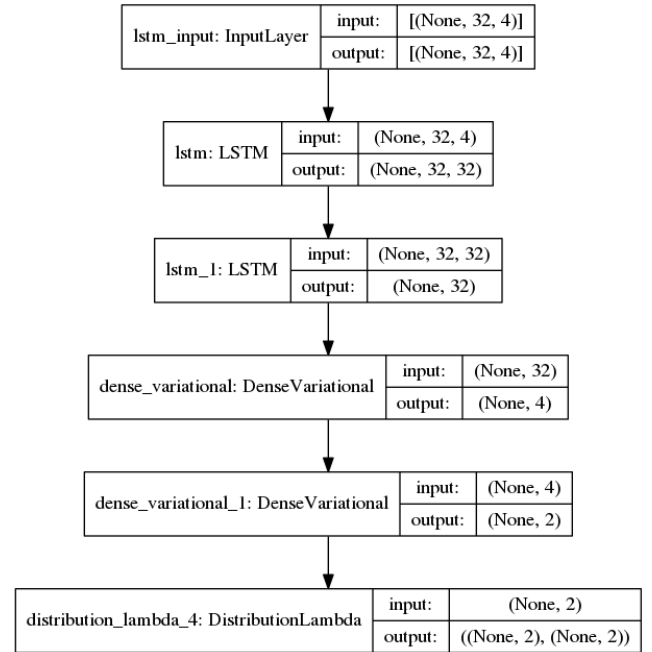 lstm_input: InputLayer
input: [(None, 32, 4)]
output: [(None, 32, 4)]
lstm: LSTM
input: (None, 32, 4)
output: (None, 32, 32)
lstm_1: LSTM
input: (None, 32, 32)
output: (None, 32)
dense_variational: DenseVariational
input: (None, 32)
output: (None, 4)
dense_variational_1: DenseVariational
input: (None, 4)
output: (None, 2)
distribution_lambda_4: DistributionLambda
input: (None, 2)
output: ((None, 2), (None, 2))